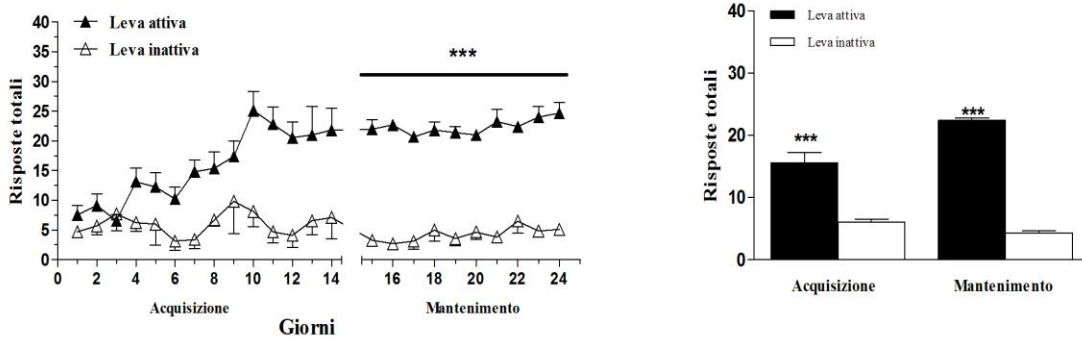 Risposte totali
40
35
30
25
20
15
10
5
0
Leva attiva
Leva inattiva
***
0 2 4 6 8 10 12 14 16 18 20 22 24
Acquisizione Mantenimento
Giorni
Risposte totali
40
30
20
10
0
Leva attiva
Leva inattiva
***
***
Acquisizione Mantenimento